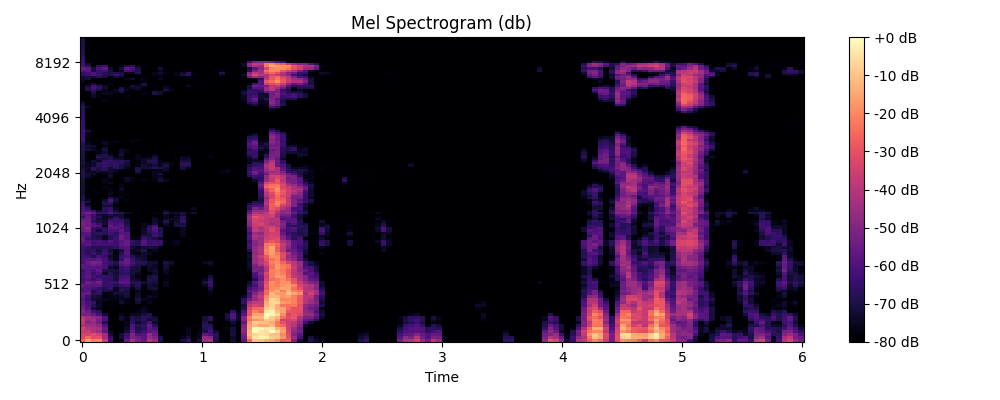 Mel Spectrogram (db)
Hz
8192
4096
2048
1024
512
0
0 1 2 3 4 5 6
Time
+0 dB
-10 dB
-20 dB
-30 dB
-40 dB
-50 dB
-60 dB
-70 dB
-80 dB